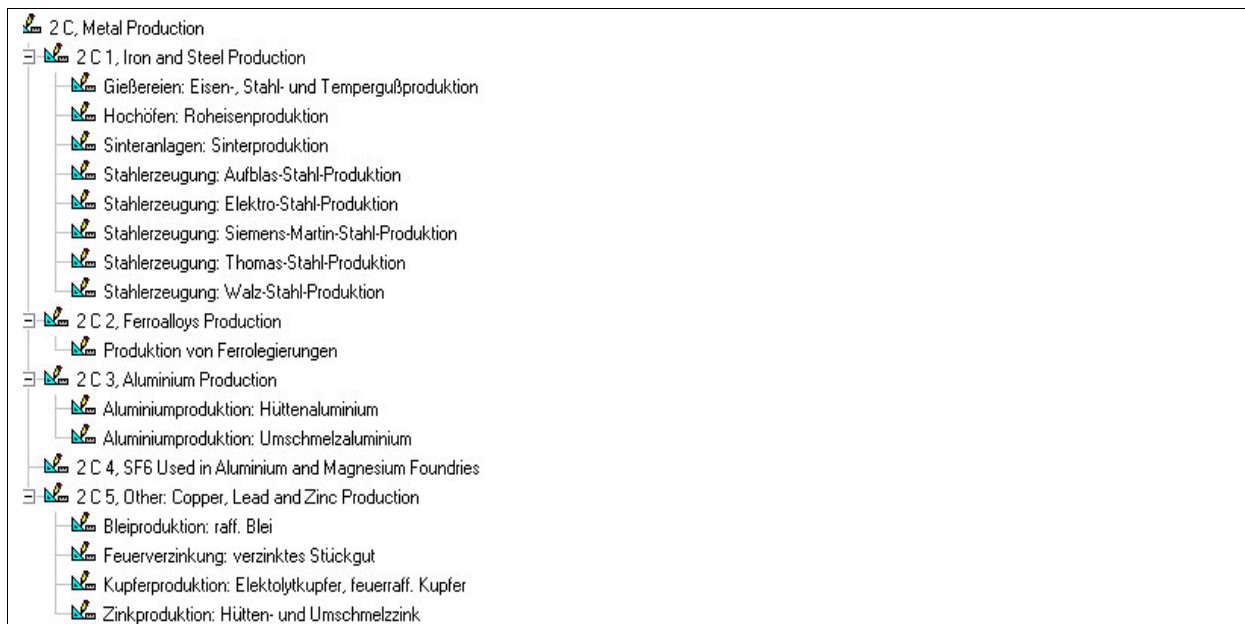 2 C, Metal Production
2 C 1, Iron and Steel Production
Gießereien: Eisen-, Stahl- und Tempergußproduktion
Hochöfen: Roheisenproduktion
Sinteranlagen: Sinterproduktion
Stahlerzeugung: Aufblas-Stahl-Produktion
Stahlerzeugung: Elektro-Stahl-Produktion
Stahlerzeugung: Siemens-Martin-Stahl-Produktion
Stahlerzeugung: Thomas-Stahl-Produktion
Stahlerzeugung: Walz-Stahl-Produktion
2 C 2, Ferroalloys Production
Produktion von Ferrolegierungen
2 C 3, Aluminium Production
Aluminiumproduktion: Hüttenaluminium
Aluminiumproduktion: Umschmelzaluminium
2 C 4, SF6 Used in Aluminium and Magnesium Foundries
2 C 5, Other: Copper, Lead and Zinc Production
Bleiproduktion: raff. Blei
Feuerverzinkung: verzinktes Stückgut
Kupferproduktion: Elektolytkupfer, feuerraff. Kupfer
Zinkproduktion: Hütten- und Umschmelzzink